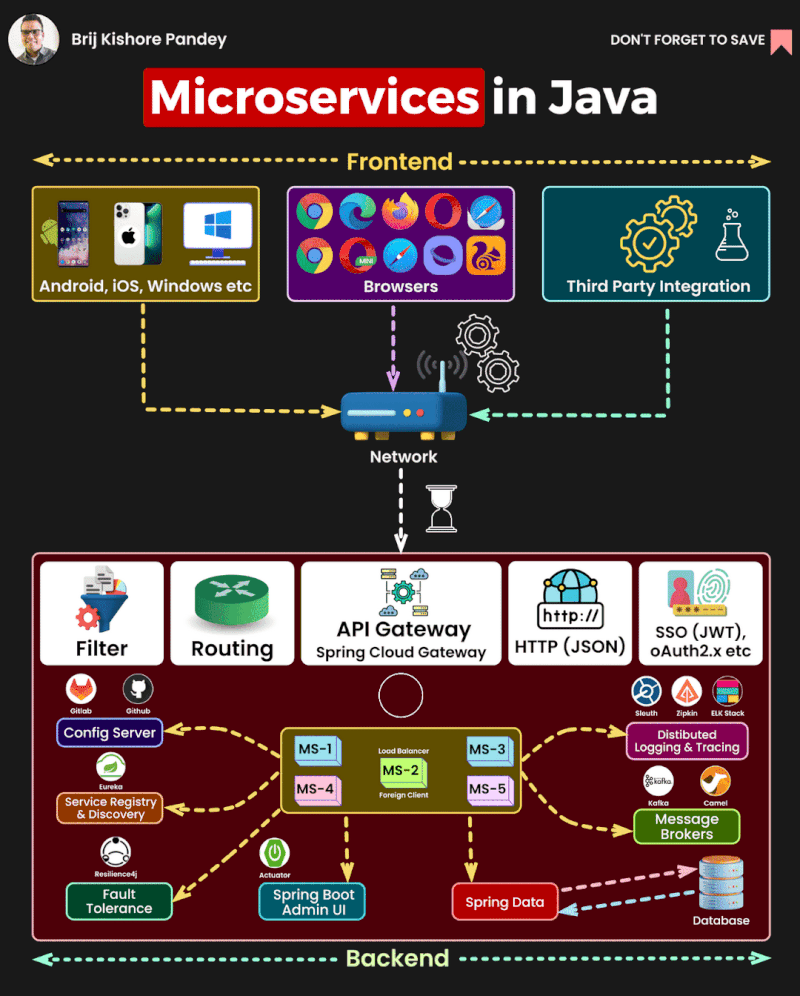 Brij Kishore Pandey
DON'T FORGET TO SAVE
Microservices in Java
Frontend
Android, iOS, Windows etc
MINI
Browsers
Third Party Integration
Network
Filter
Routing
API Gateway
Spring Cloud Gateway
http://
HTTP (JSON)
SSO (JWT),
oAuth2.x etc
Gitlab
Github
Config Server
Eureka
Service Registry
& Discovery
Resilience4j
Fault
Tolerance
MS-1
Load Balancer
MS-2
Foreign Client
MS-3
MS-4
MS-5
Actuator
Spring Boot
Admin UI
Spring Data
Sleuth
Zipkin
ELK Stack
Distibuted
Logging & Tracing
kafka
Kafka
Camel
Message
Brokers
Database
Backend